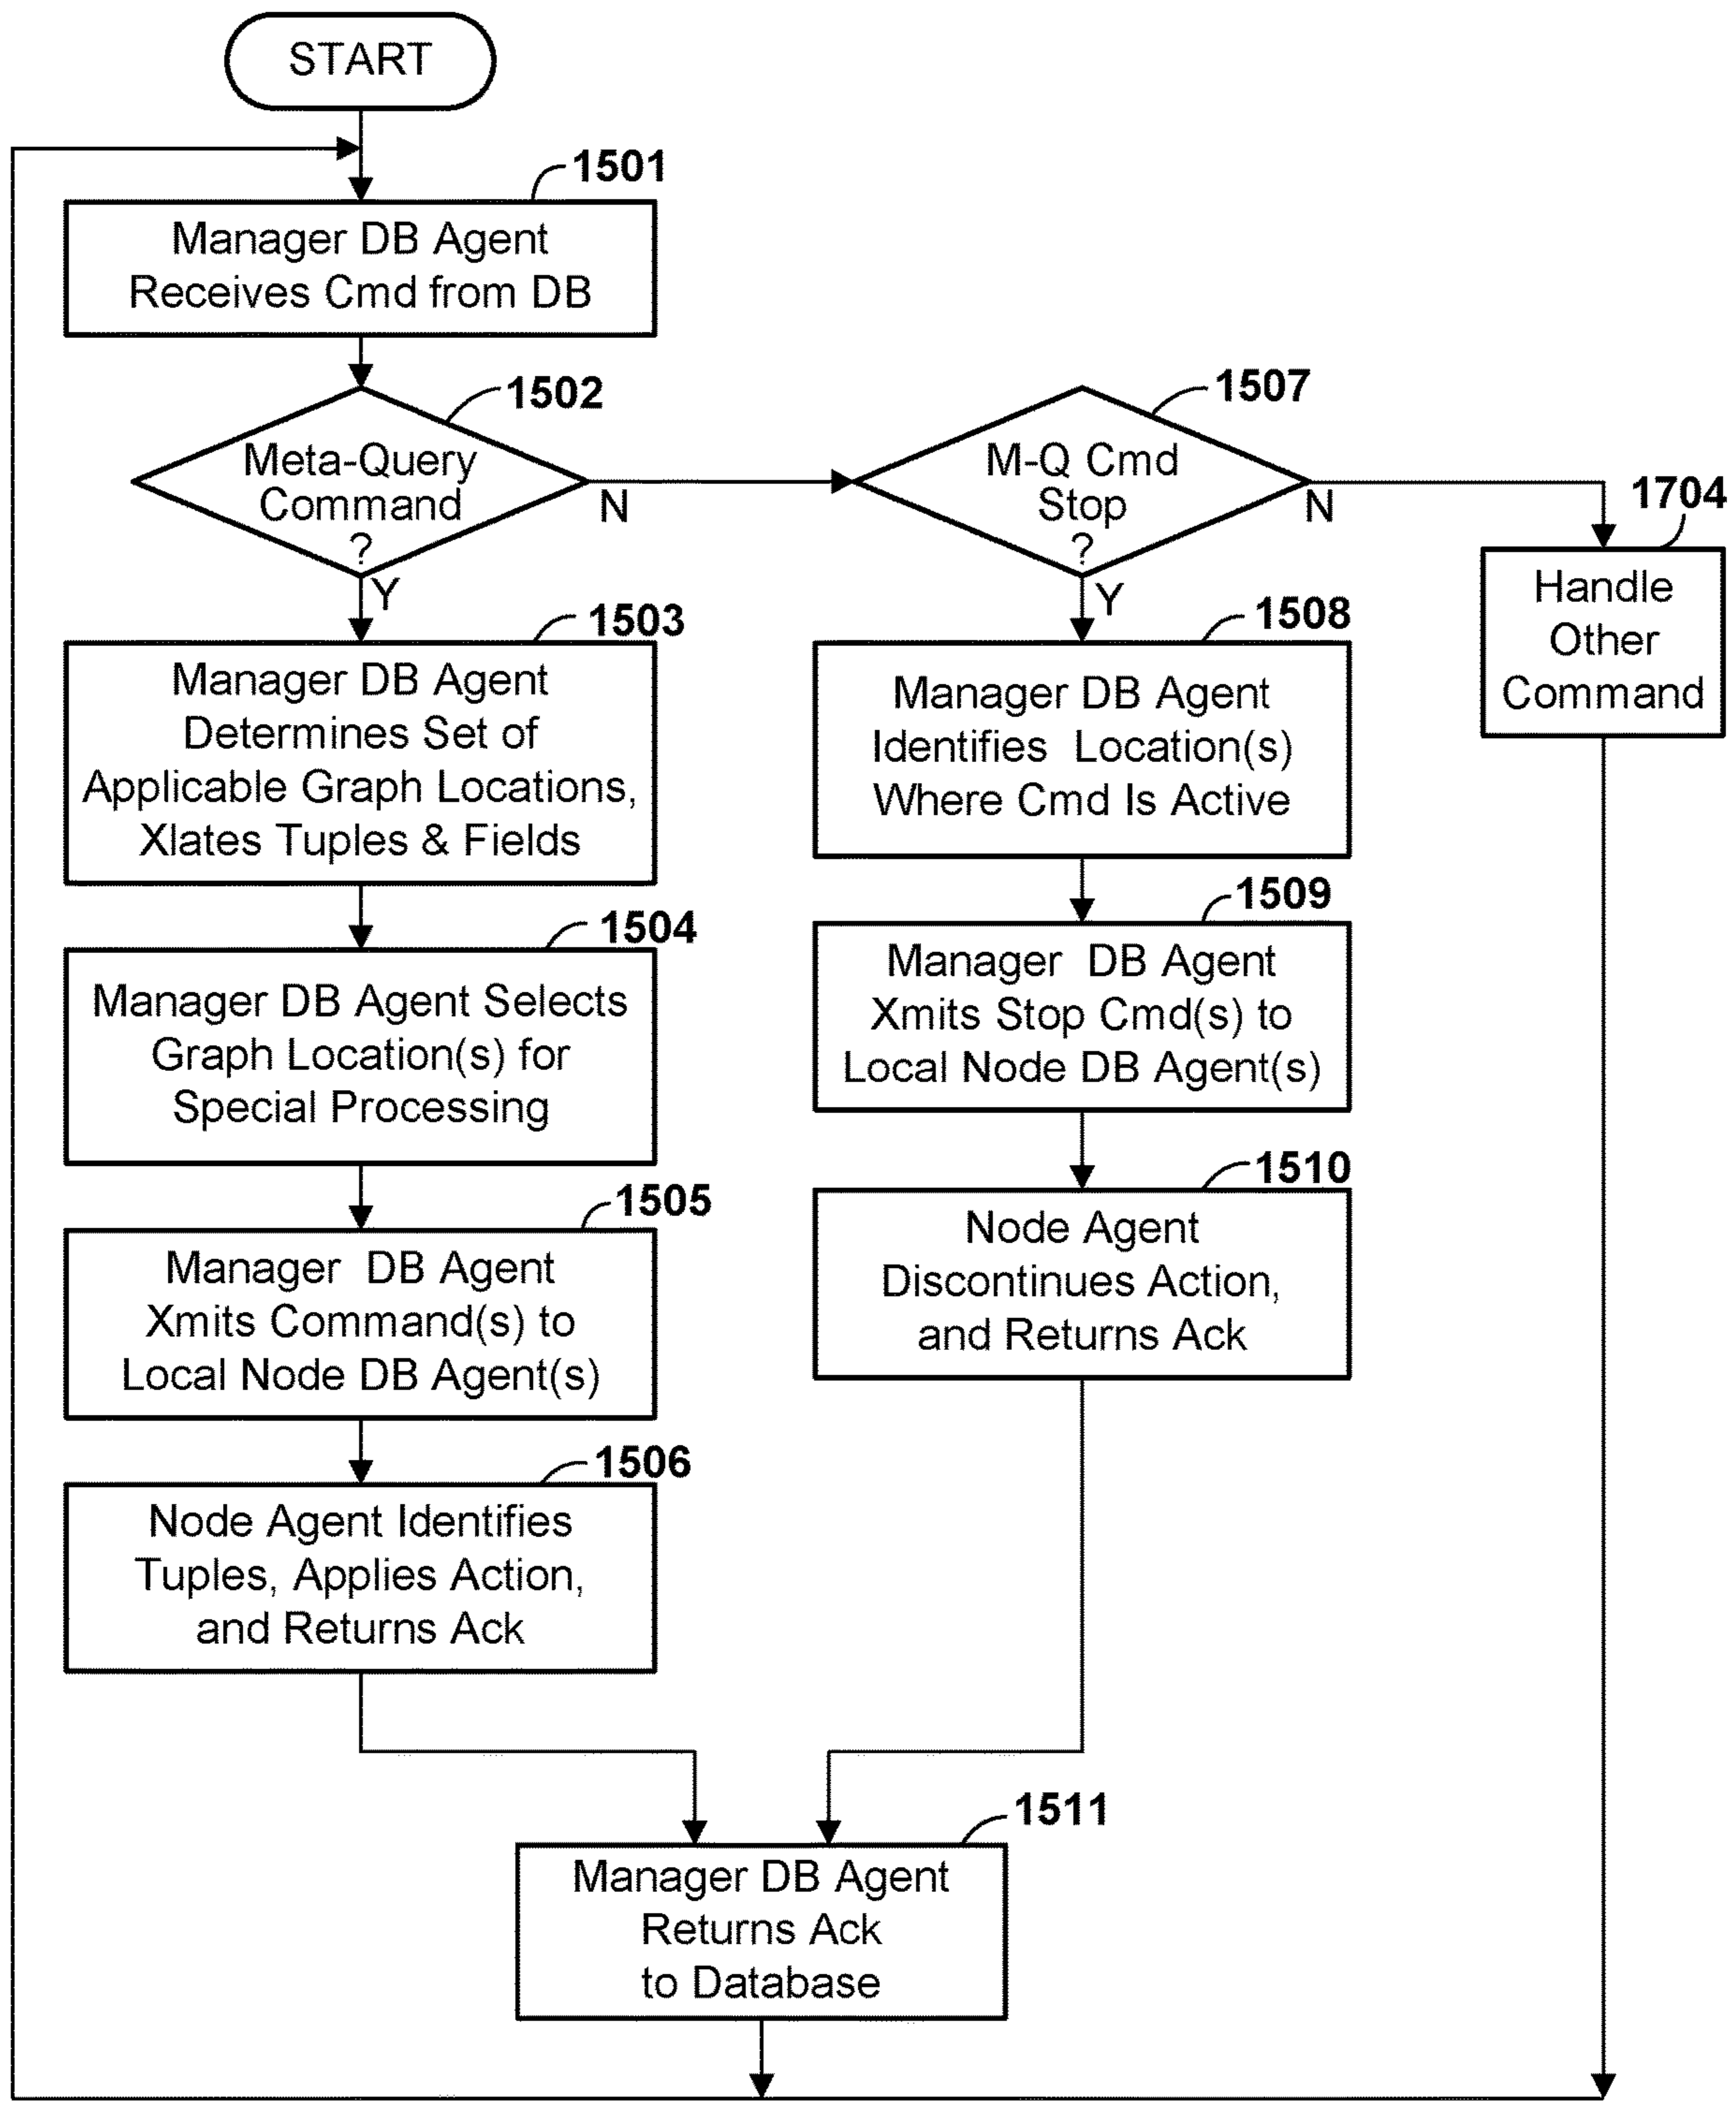 START
1501
Manager DB Agent
Receives Cmd from DB
1502
Meta-Query
Command
?
N
Y
1503
Manager DB Agent
Determines Set of
Applicable Graph Locations,
Xlates Tuples & Fields
1504
Manager DB Agent Selects
Graph Location(s) for
Special Processing
1505
Manager DB Agent
Xmits Command(s) to
Local Node DB Agent(s)
1506
Node Agent Identifies
Tuples, Applies Action,
and Returns Ack
1507
M-Q Cmd
Stop
?
N
Y
1508
Manager DB Agent
Identifies Location(s)
Where Cmd Is Active
1509
Manager DB Agent
Xmits Stop Cmd(s) to
Local Node DB Agent(s)
1510
Node Agent
Discontinues Action,
and Returns Ack
1704
Handle
Other
Command
1511
Manager DB Agent
Returns Ack
to Database